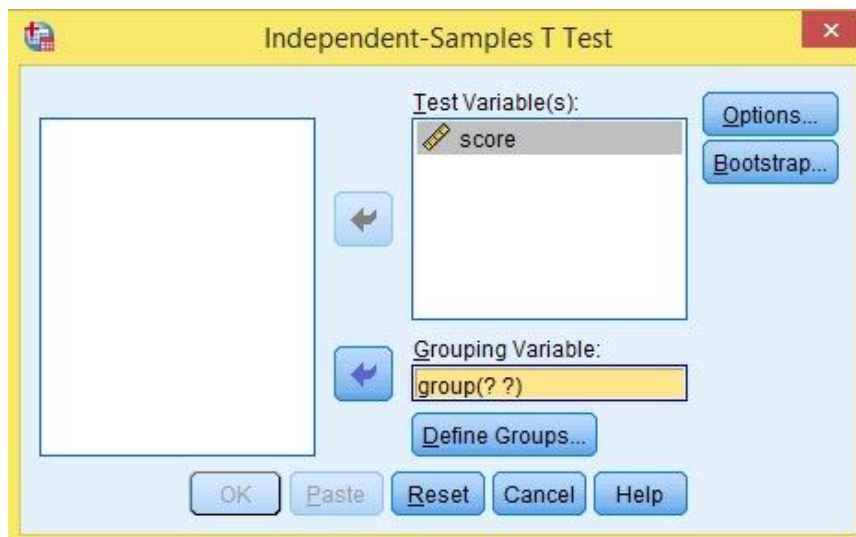 Independent-Samples T Test
Test Variable(s):
score
Options...
Bootstrap...
Grouping Variable:
group(? ?)
Define Groups...
OK Paste Reset Cancel Help